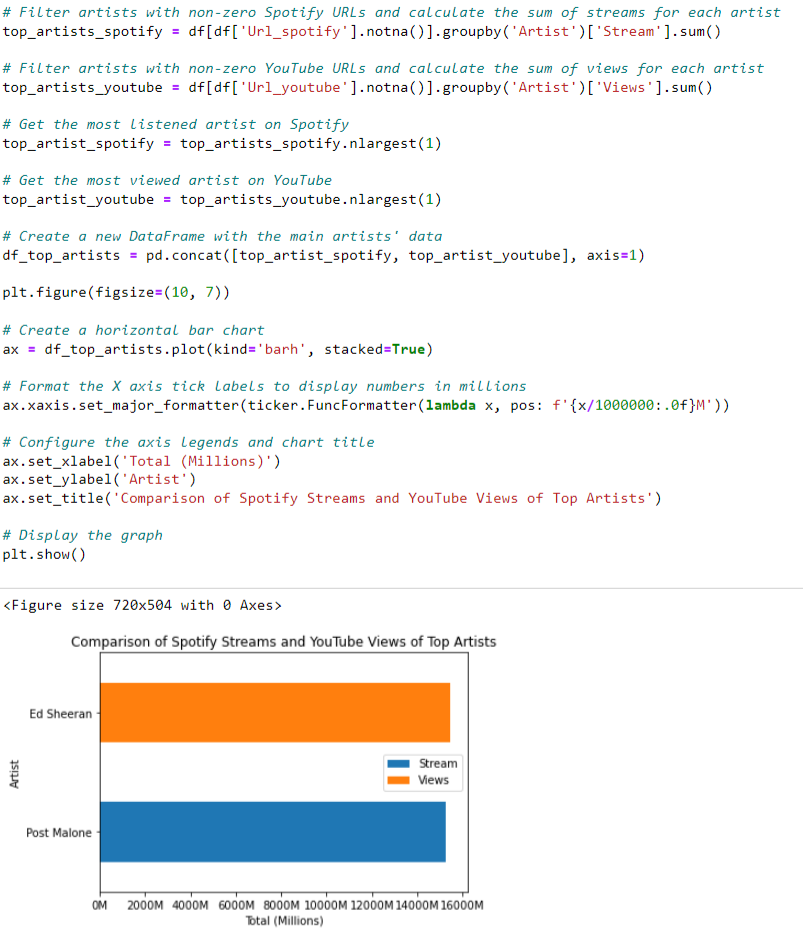 # Filter artists with non-zero Spotify URLs and calculate the sum of streams for each artist
top_artists_spotify = df[df['Url_spotify'].notna()].groupby('Artist')['Stream'].sum()
# Filter artists with non-zero YouTube URLs and calculate the sum of views for each artist
top_artists_youtube = df[df['Url_youtube'].notna()].groupby('Artist')['Views'].sum()
# Get the most listened artist on Spotify
top_artist_spotify = top_artists_spotify.nlargest(1)
# Get the most viewed artist on YouTube
top_artist_youtube = top_artists_youtube.nlargest(1)
# Create a new DataFrame with the main artists' data
df_top_artists = pd.concat([top_artist_spotify, top_artist_youtube], axis=1)
plt.figure(figsize=(10, 7))
# Create a horizontal bar chart
ax = df_top_artists.plot(kind='barh', stacked=True)
# Format the X axis tick labels to display numbers in millions
ax.xaxis.set_major_formatter(ticker.FuncFormatter(lambda x, pos: f'{x/1000000:.0f}M'))
# Configure the axis legends and chart title
ax.set_xlabel('Total (Millions)')
ax.set_ylabel('Artist')
ax.set_title('Comparison of Spotify Streams and YouTube Views of Top Artists')
# Display the graph
plt.show()
<Figure size 720x504 with 0 Axes>
Comparison of Spotify Streams and YouTube Views of Top Artists
Ed Sheeran
Artist
Stream
Views
Post Malone
0M 2000M 4000M 6000M 8000M 10000M 12000M 14000M 16000M
Total (Millions)